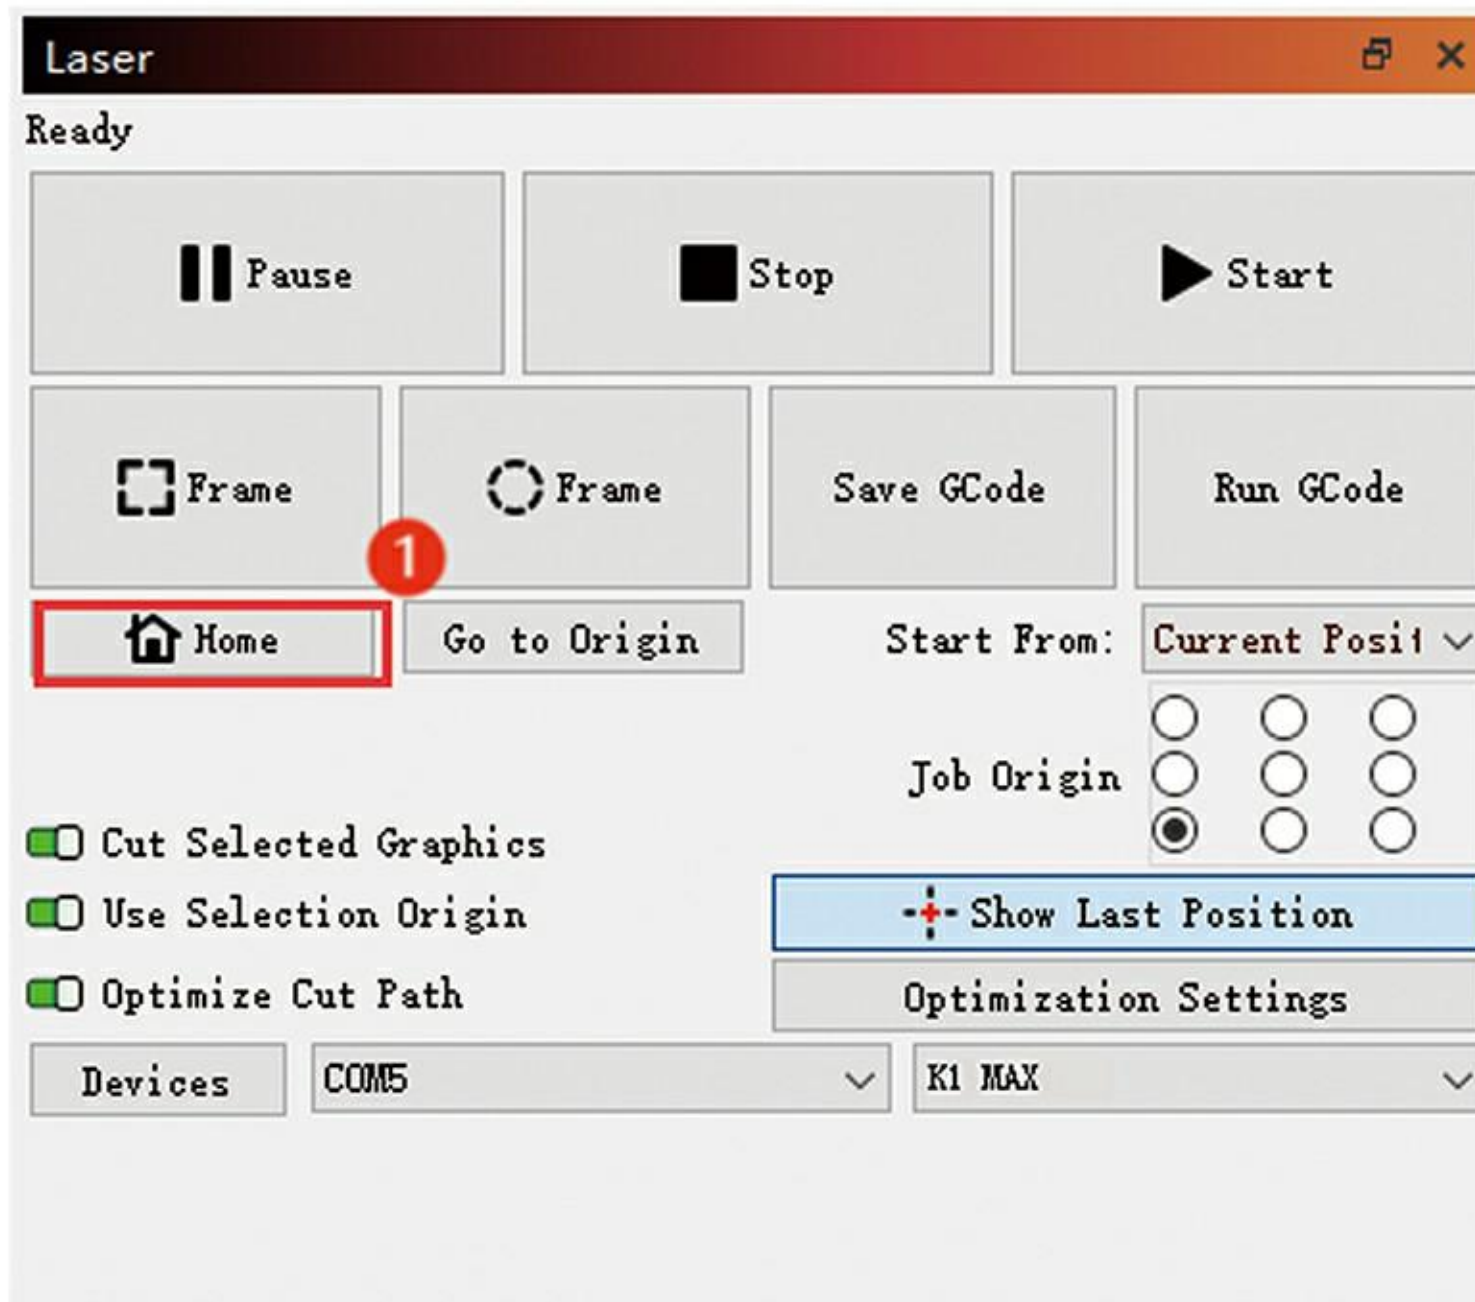 Laser
Ready
Pause Stop Start
Frame Frame Save GCode Run GCode
1
Home Go to Origin Start From: Current Posit
Job Origin
Cut Selected Graphics
Use Selection Origin Show Last Position
Optimize Cut Path Optimization Settings
Devices COM5 K1 MAX